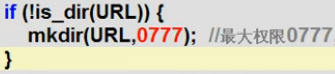 if (!is_dir(URL)) {
mkdir(URL,0777); //最大权限0777
}